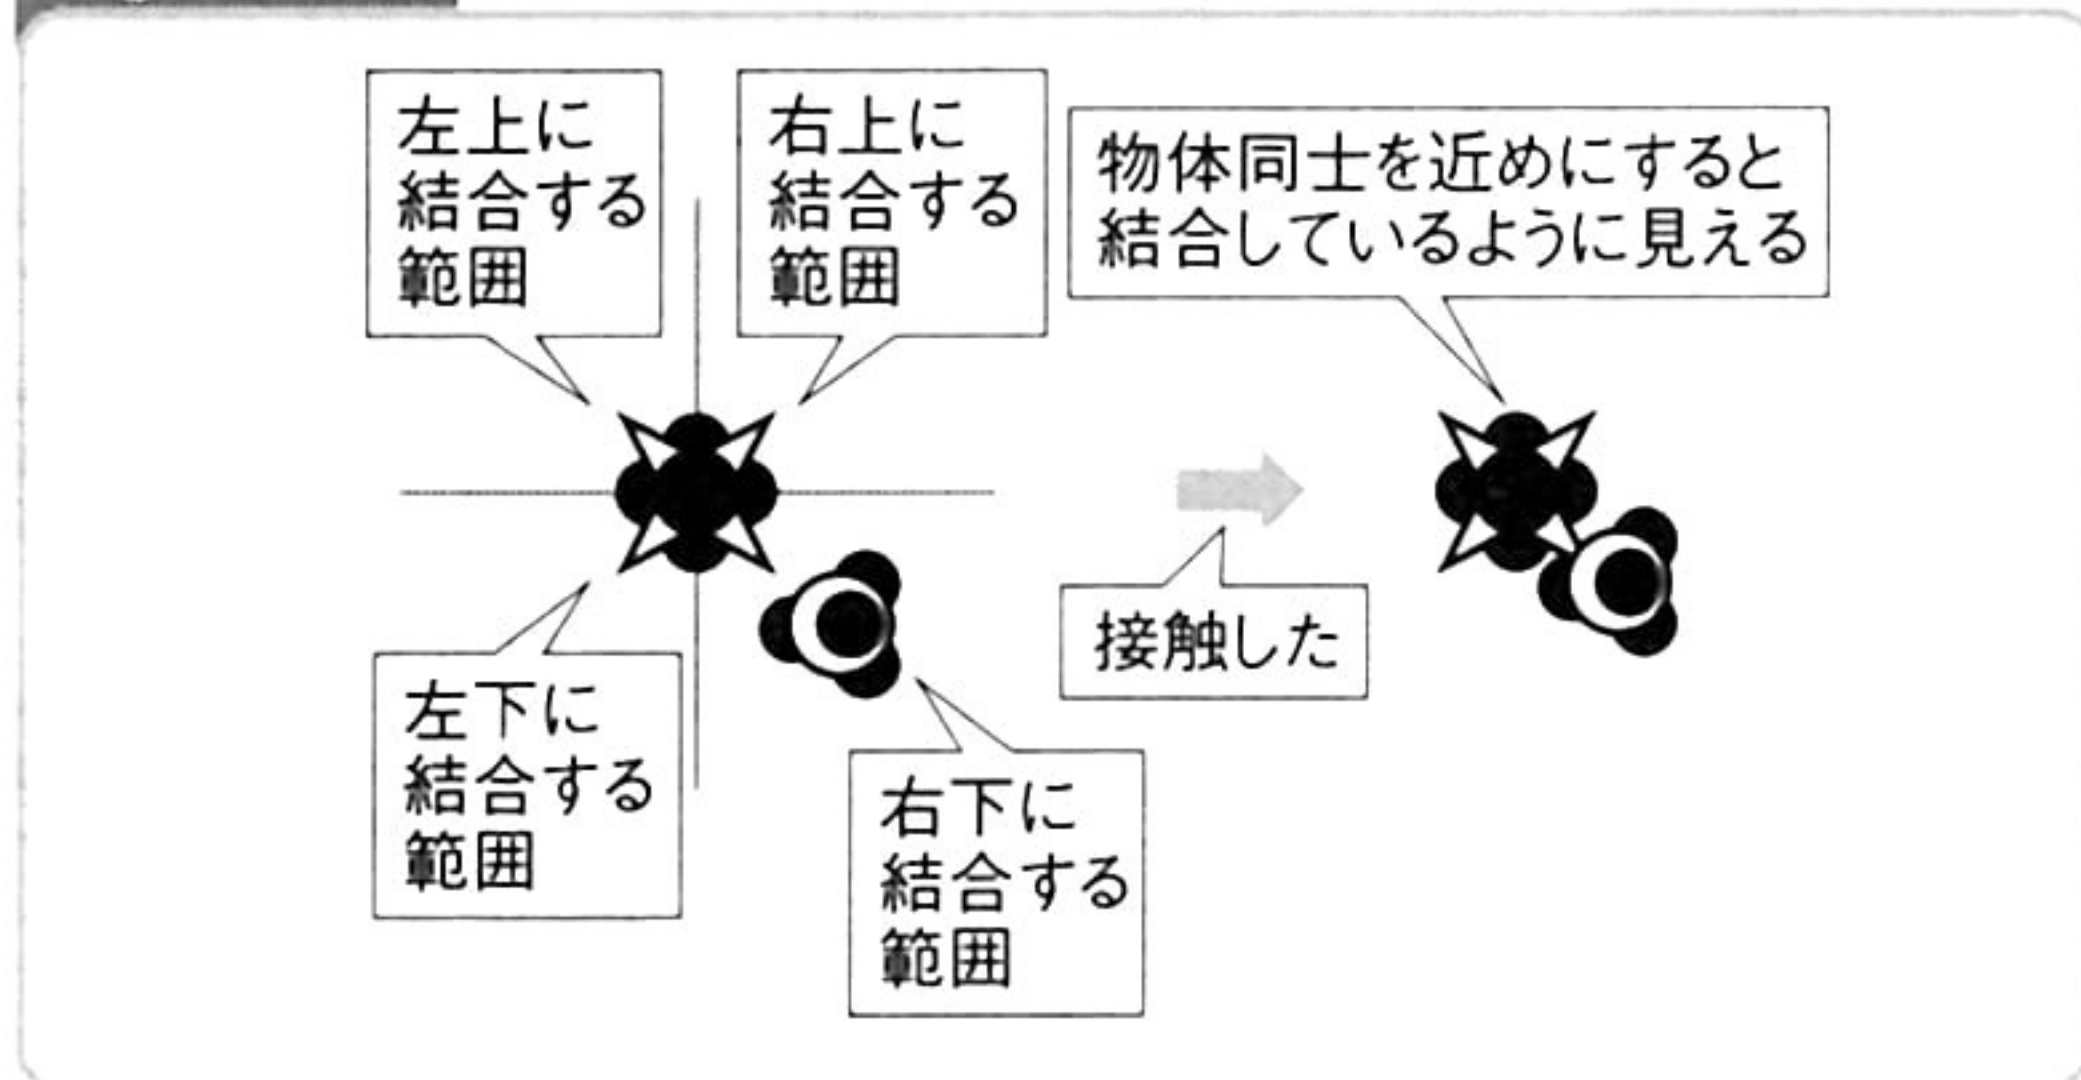 左上に
結合する
範囲
右上に
結合する
範囲
物体同士を近めにすると
結合しているように見える
接触した
左下に
結合する
範囲
右下に
結合する
範囲